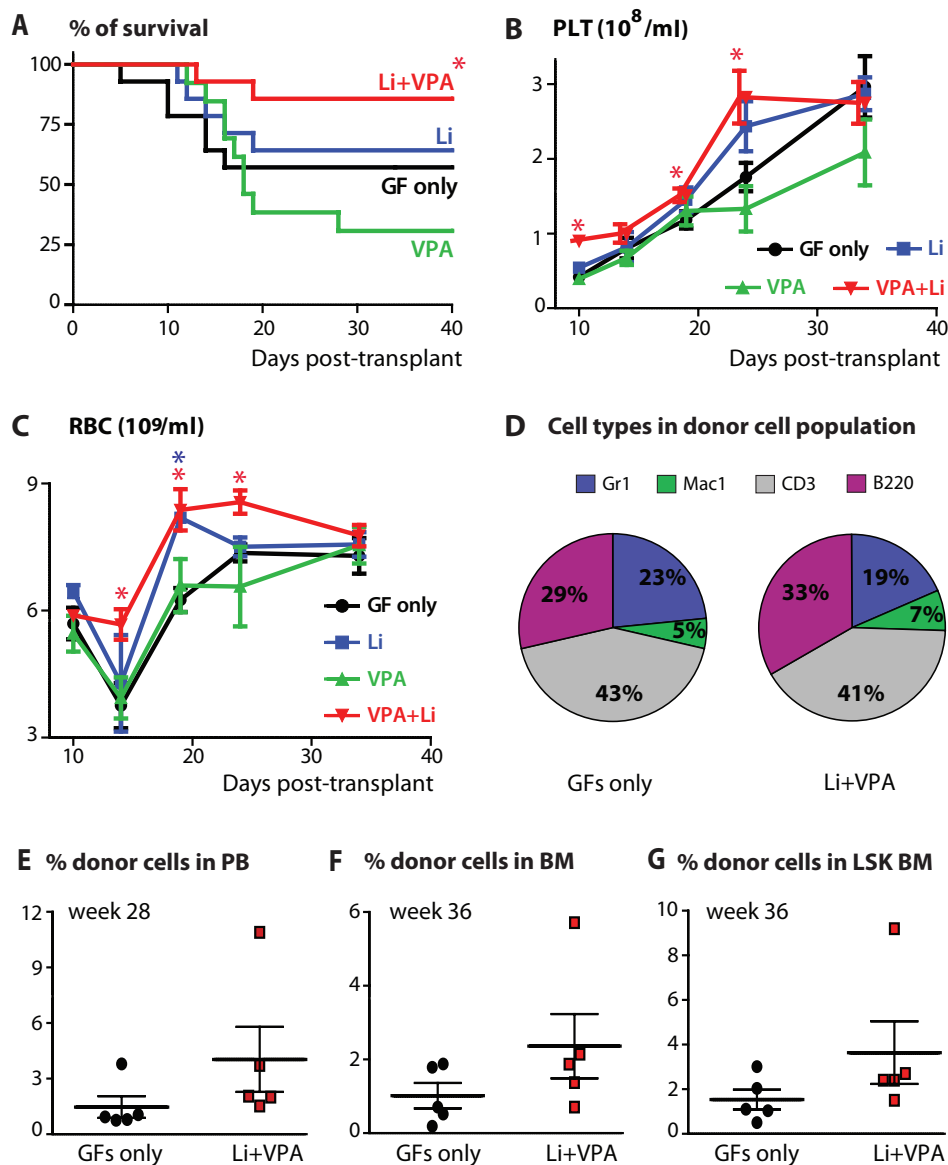 A % of survival
100
75
50
25
0
0 10 20 30 40
Days post-transplant
Li+VPA *
Li
GF only
VPA
B PLT (10⁸/ml)
3
2
1
0
10 20 30 40
Days post-transplant
* * *
GF only Li
VPA VPA+Li
C RBC (10⁹/ml)
9
6
3
10 20 30 40
Days post-transplant
*
* * *
GF only
Li
VPA
VPA+Li
D Cell types in donor cell population
Gr1 Mac1 CD3 B220
29% 23% 5% 43%
GFs only
33% 19% 7% 41%
Li+VPA
E % donor cells in PB
week 28
12
9
6
3
0
GFs only Li+VPA
F % donor cells in BM
week 36
6
4
2
0
GFs only Li+VPA
G % donor cells in LSK BM
week 36
10
8
6
4
2
0
GFs only Li+VPA